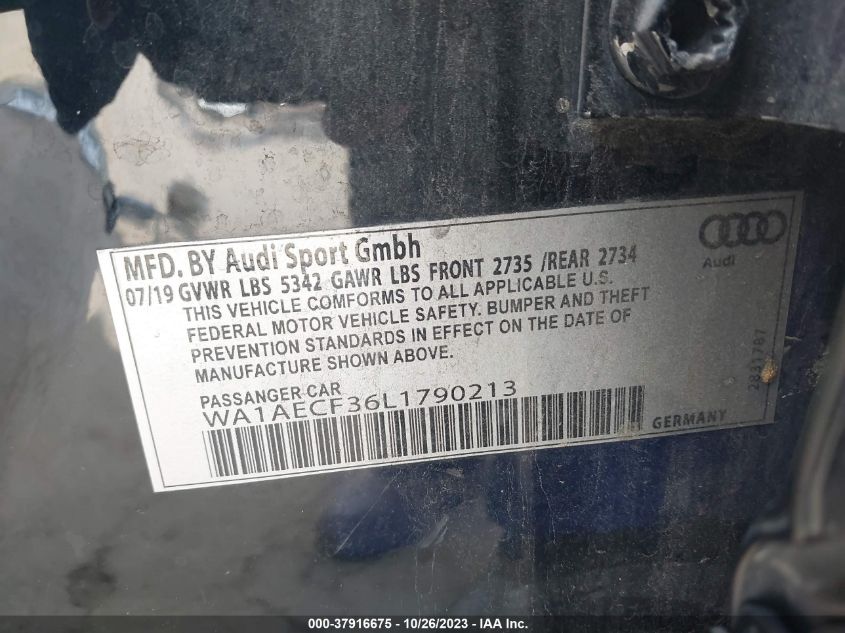 MFD. BY Audi Sport Gmbh
07/19 GVWR LBS 5342 GAWR LBS FRONT 2735 /REAR 2734
THIS VEHICLE COMFORMS TO ALL APPLICABLE U.S.
FEDERAL MOTOR VEHICLE SAFETY. BUMPER AND THEFT
PREVENTION STANDARDS IN EFFECT ON THE DATE OF
MANUFACTURE SHOWN ABOVE.
PASSANGER CAR
WA1AECF36L1790213
GERMANY
Audi
2831787
000-37916675 - 10/26/2023 - IAA Inc.